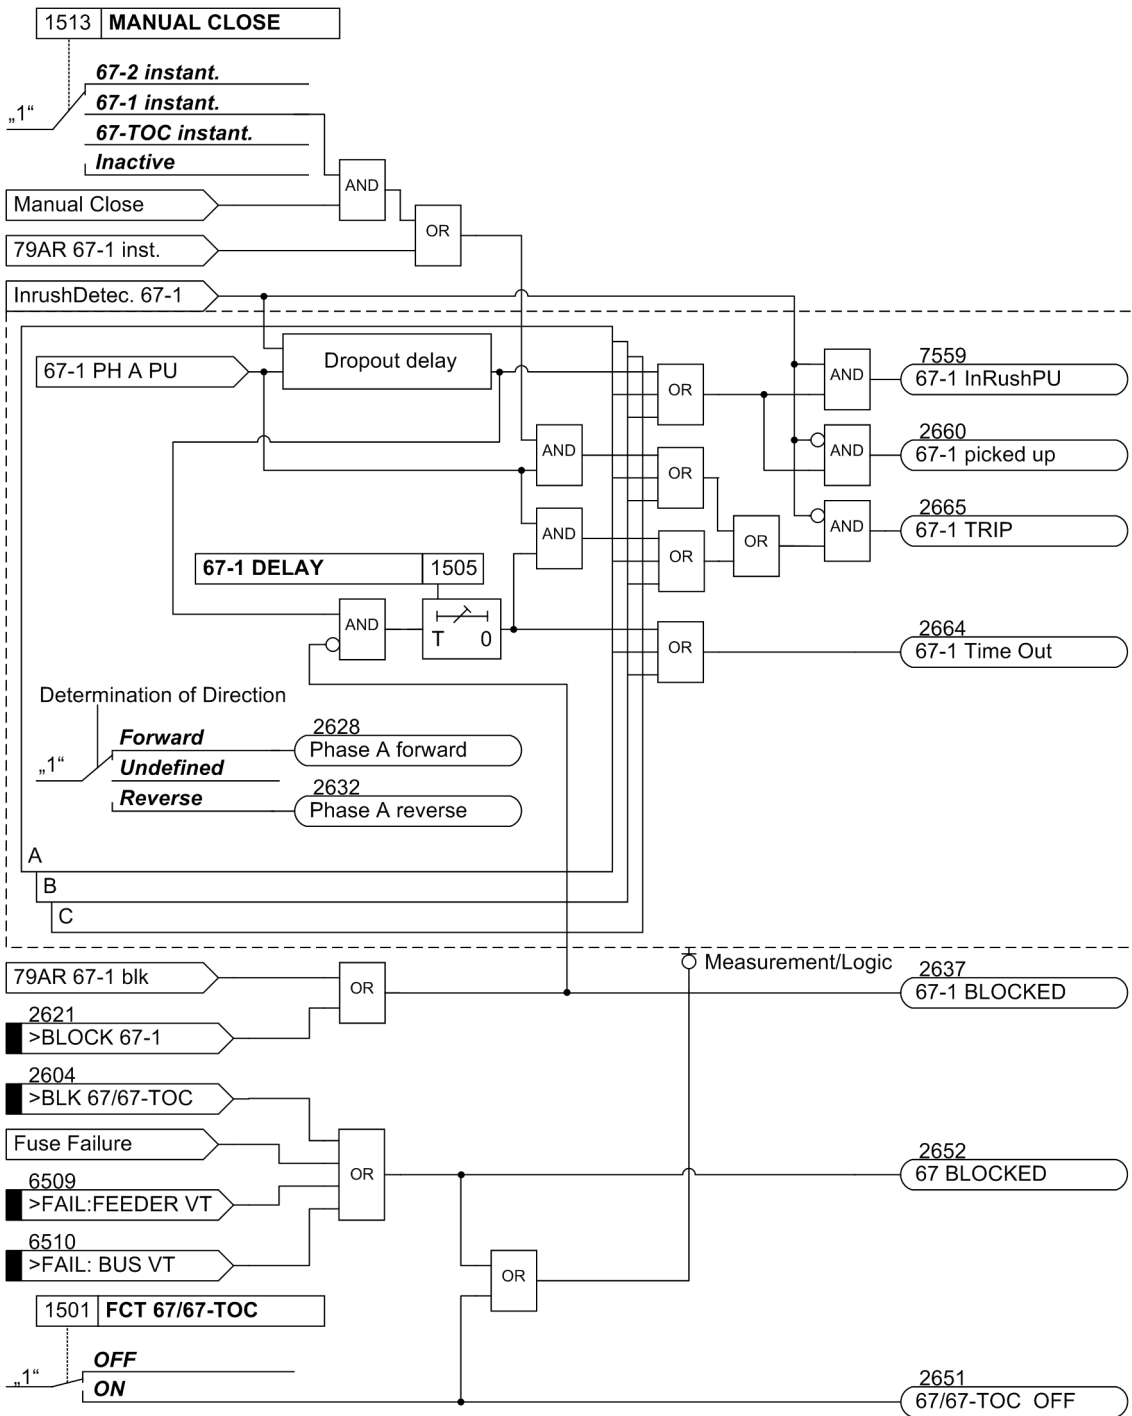 1513 MANUAL CLOSE
67-2 instant.
67-1 instant.
„1“
67-TOC instant.
Inactive
AND
Manual Close
OR
79AR 67-1 inst.
InrushDetec. 67-1
Dropout delay
67-1 PH A PU
7559
AND
67-1 InRushPU
OR
2660
AND
67-1 picked up
AND
OR
2665
AND
67-1 TRIP
AND
OR
OR
67-1 DELAY 1505
AND
T 0
2664
OR
67-1 Time Out
Determination of Direction
Forward
2628
Phase A forward
„1“
Undefined
2632
Reverse
Phase A reverse
A
B
C
Measurement/Logic
79AR 67-1 blk
OR
2637
67-1 BLOCKED
2621
>BLOCK 67-1
2604
>BLK 67/67-TOC
Fuse Failure
2652
67 BLOCKED
OR
6509
>FAIL:FEEDER VT
6510
>FAIL: BUS VT
OR
1501 FCT 67/67-TOC
OFF
„1“
ON
2651
67/67-TOC OFF